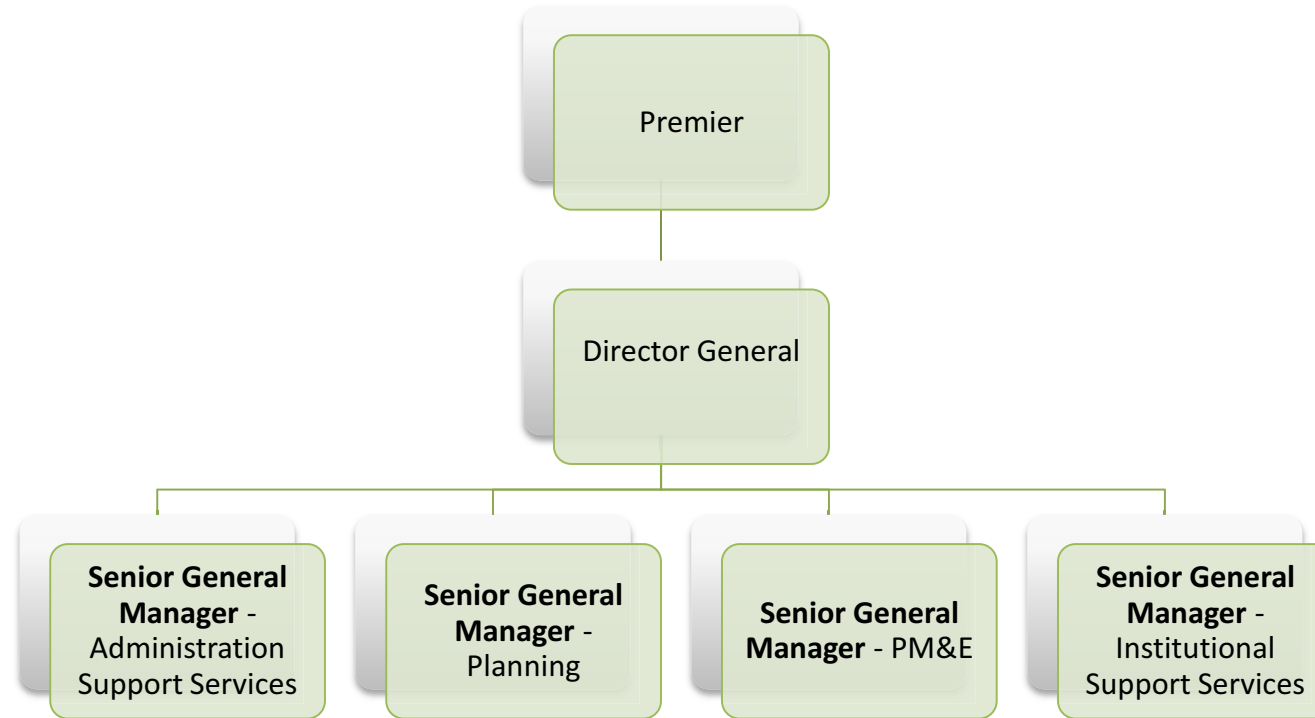 Premier
Director General
Senior General
Manager -
Administration
Support Services
Senior General
Manager -
Planning
Senior General
Manager - PM&E
Senior General
Manager -
Institutional
Support Services